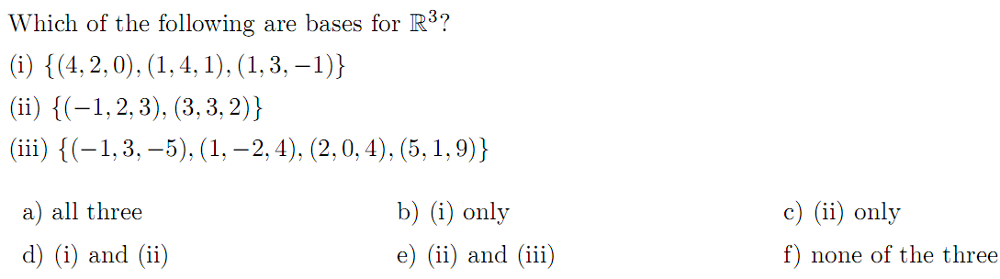 Which of the following are bases for ℝ³?
(i) {(4, 2, 0), (1, 4, 1), (1, 3, −1)}
(ii) {(−1, 2, 3), (3, 3, 2)}
(iii) {(−1, 3, −5), (1, −2, 4), (2, 0, 4), (5, 1, 9)}
a) all three b) (i) only c) (ii) only
d) (i) and (ii) e) (ii) and (iii) f) none of the three